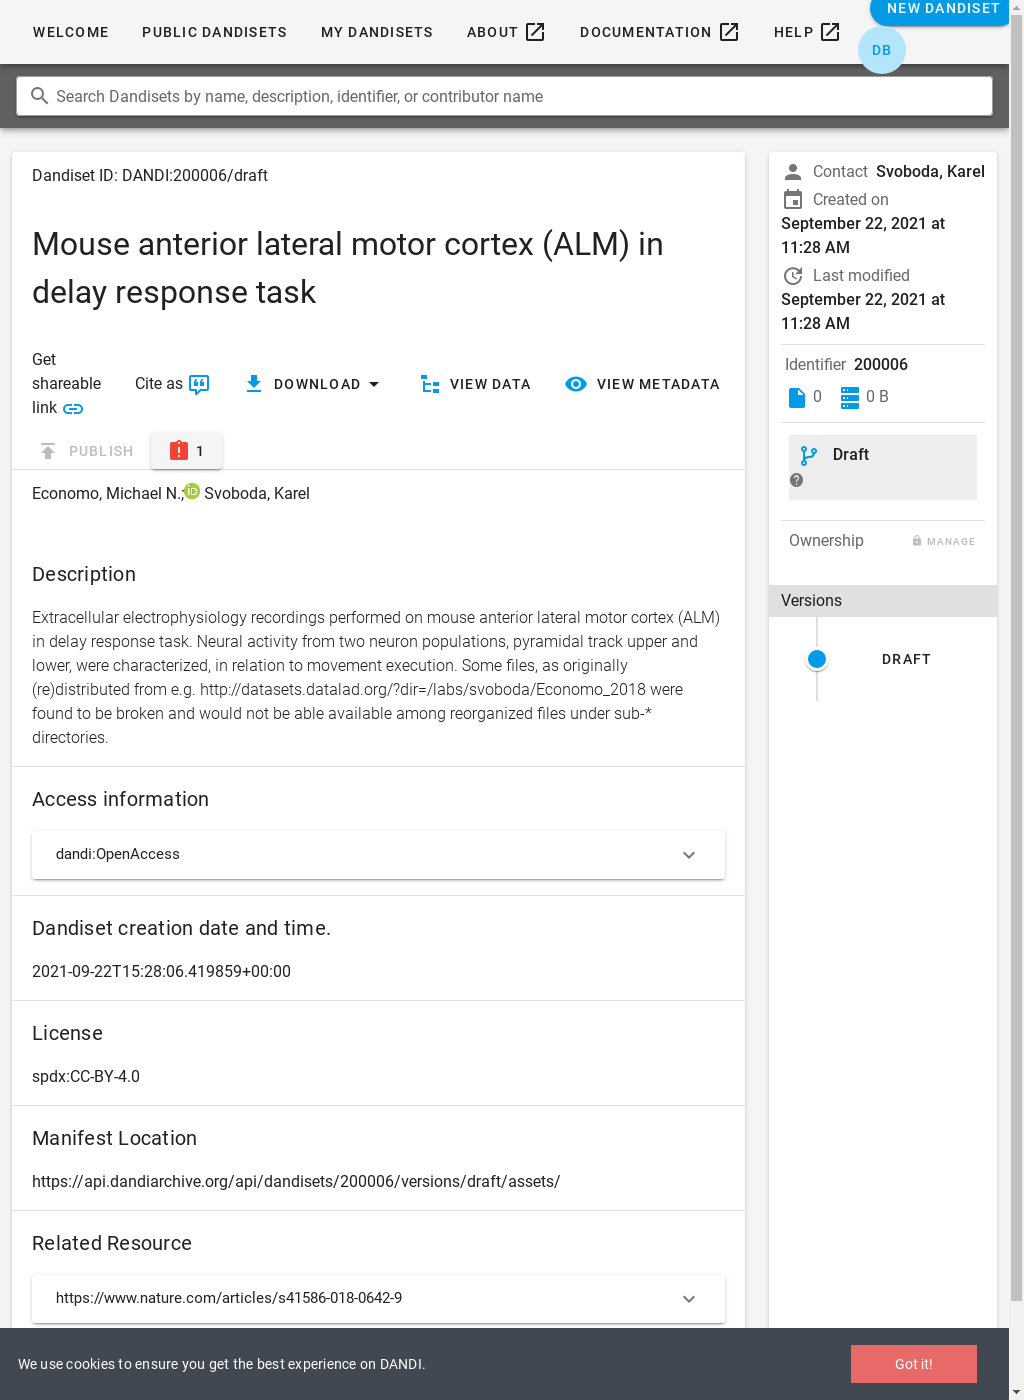 WELCOME
PUBLIC DANDISETS
MY DANDISETS
ABOUT
DOCUMENTATION
HELP
NEW DANDISET
DB
Search Dandisets by name, description, identifier, or contributor name
Dandiset ID: DANDI:200006/draft
Mouse anterior lateral motor cortex (ALM) in
delay response task
Get
shareable
link
Cite as
DOWNLOAD
VIEW DATA
VIEW METADATA
PUBLISH
1
Economo, Michael N.; Svoboda, Karel
Description
Extracellular electrophysiology recordings performed on mouse anterior lateral motor cortex (ALM)
in delay response task. Neural activity from two neuron populations, pyramidal track upper and
lower, were characterized, in relation to movement execution. Some files, as originally
(re)distributed from e.g. http://datasets.datalad.org/?dir=/labs/svoboda/Economo_2018 were
found to be broken and would not be able available among reorganized files under sub-*
directories.
Access information
dandi:OpenAccess
Dandiset creation date and time.
2021-09-22T15:28:06.419859+00:00
License
spdx:CC-BY-4.0
Manifest Location
https://api.dandiarchive.org/api/dandisets/200006/versions/draft/assets/
Related Resource
https://www.nature.com/articles/s41586-018-0642-9
Contact Svoboda, Karel
Created on
September 22, 2021 at
11:28 AM
Last modified
September 22, 2021 at
11:28 AM
Identifier 200006
0 0 B
Draft
Ownership MANAGE
Versions
DRAFT
We use cookies to ensure you get the best experience on DANDI.
Got it!